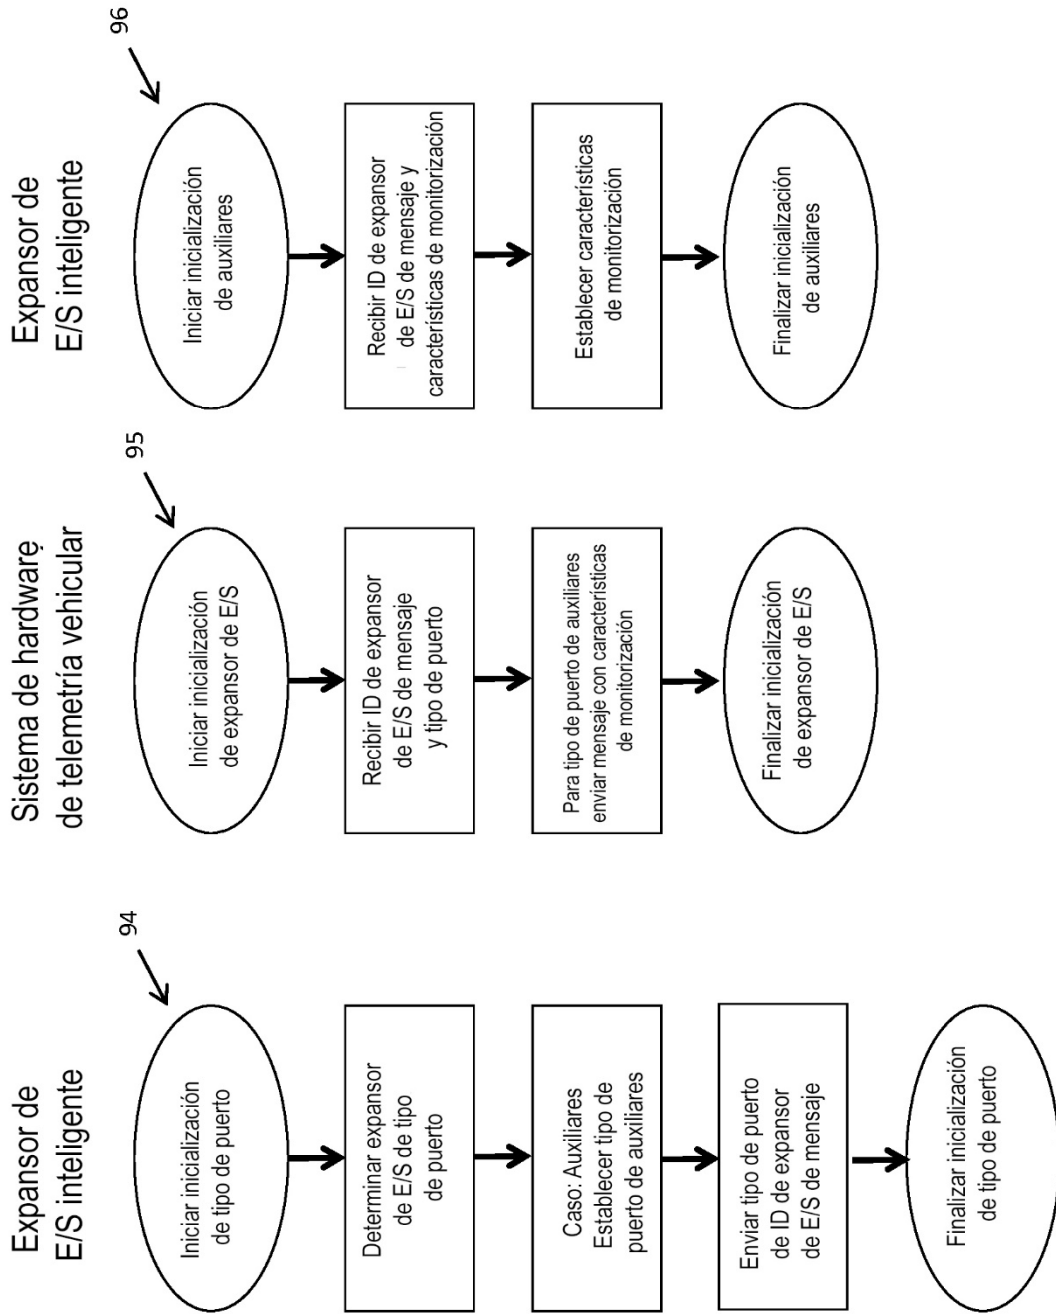 Expansor de
E/S inteligente
94
Iniciar inicialización
de tipo de puerto
Determinar expansor
de E/S de tipo
de puerto
Caso: Auxiliares
Establecer tipo de
puerto de auxiliares
Enviar tipo de puerto
de ID de expansor
de E/S de mensaje
Finalizar inicialización
de tipo de puerto
Sistema de hardware
de telemetría vehicular
95
Iniciar inicialización
de expansor de E/S
Recibir ID de expansor
de E/S de mensaje
y tipo de puerto
Para tipo de puerto de auxiliares
enviar mensaje con características
de monitorización
Finalizar inicialización
de expansor de E/S
Expansor de
E/S inteligente
96
Iniciar inicialización
de auxiliares
Recibir ID de expansor
de E/S de mensaje y
características de monitorización
Establecer características
de monitorización
Finalizar inicialización
de auxiliares